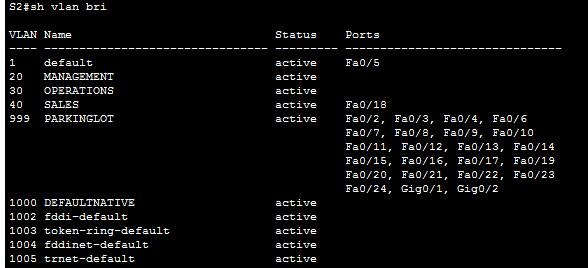 S2#sh vlan bri
VLAN Name Status Ports
---- -------------------------------- --------- -------------------------------
1 default active Fa0/5
20 MANAGEMENT active
30 OPERATIONS active
40 SALES active Fa0/18
999 PARKINGLOT active Fa0/2, Fa0/3, Fa0/4, Fa0/6
Fa0/7, Fa0/8, Fa0/9, Fa0/10
Fa0/11, Fa0/12, Fa0/13, Fa0/14
Fa0/15, Fa0/16, Fa0/17, Fa0/19
Fa0/20, Fa0/21, Fa0/22, Fa0/23
Fa0/24, Gig0/1, Gig0/2
1000 DEFAULTNATIVE active
1002 fddi-default active
1003 token-ring-default active
1004 fddinet-default active
1005 trnet-default active